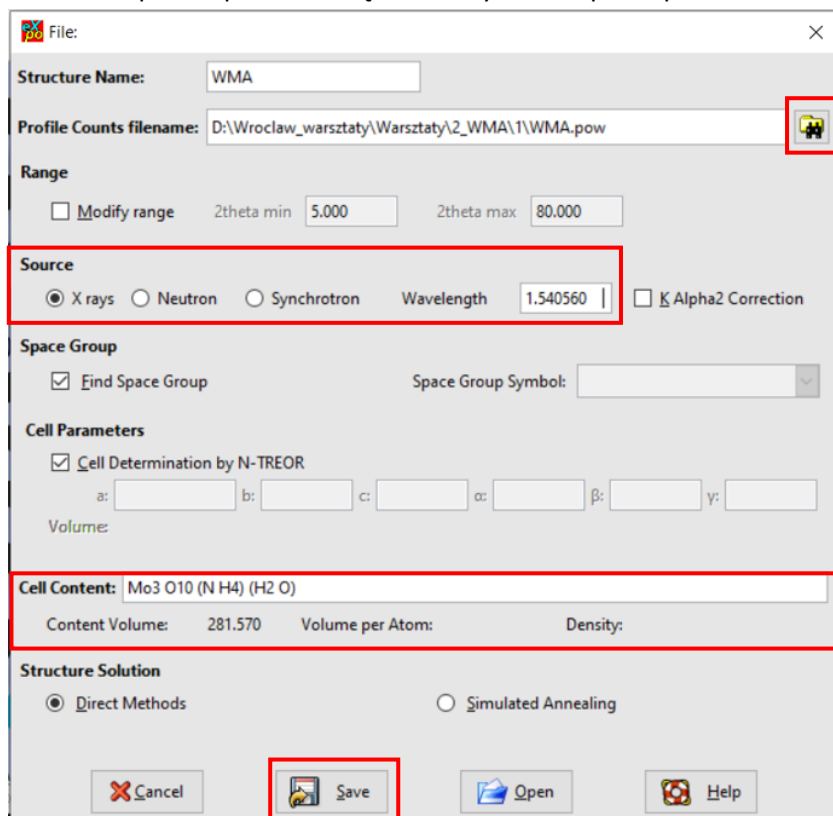 File:
Structure Name: WMA
Profile Counts filename: D:\Wroclaw_warsztaty\Warsztaty\2_WMA\1\WMA.pow
Range
Modify range 2theta min 5.000 2theta max 80.000
Source
X rays Neutron Synchrotron Wavelength 1.540560 K Alpha2 Correction
Space Group
Find Space Group Space Group Symbol:
Cell Parameters
Cell Determination by N-TREOR
a: b: c: α: β: γ:
Volume:
Cell Content: Mo3 O10 (N H4) (H2 O)
Content Volume: 281.570 Volume per Atom: Density:
Structure Solution
Direct Methods Simulated Annealing
Cancel Save Open Help